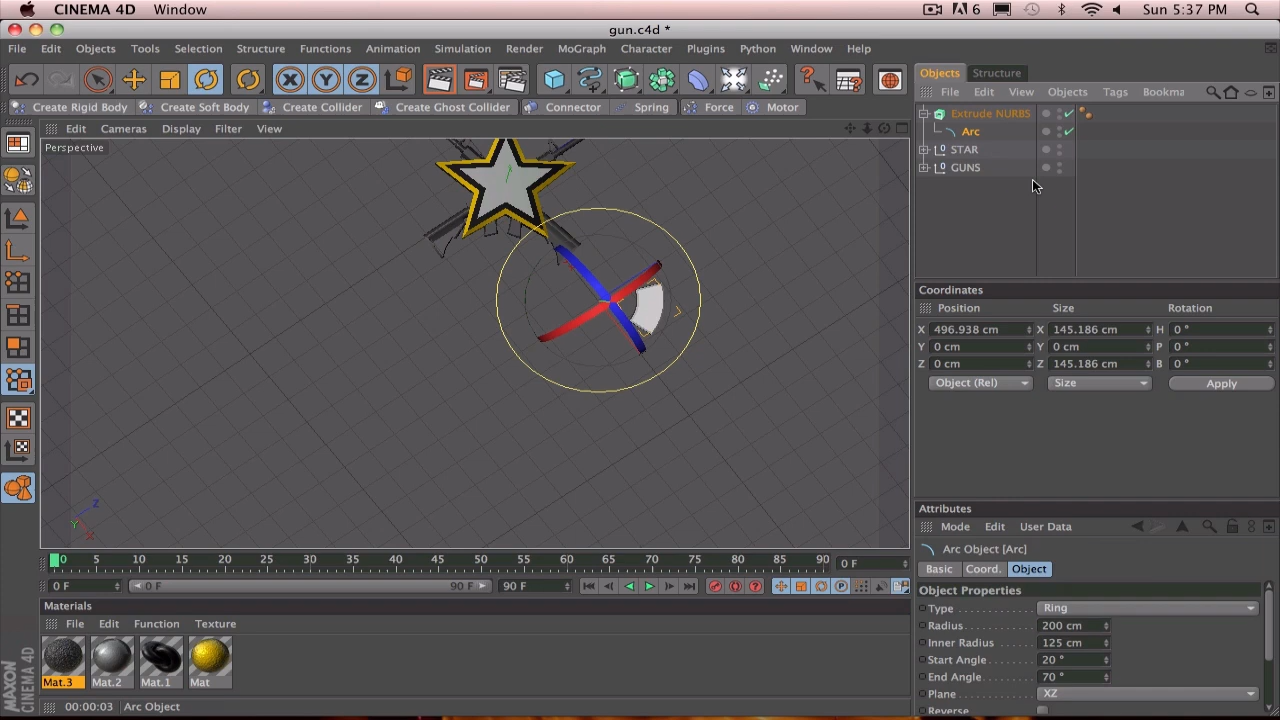 CINEMA 4D Window 6 Sun 5:37 PM
gun.c4d *
File Edit Objects Tools Selection Structure Functions Animation Simulation Render MoGraph Character Plugins Python Window Help
X Y Z
Create Rigid Body Create Soft Body Create Collider Create Ghost Collider Connector Spring Force Motor
Edit Cameras Display Filter View
Perspective
Z
Y
X
0 5 10 15 20 25 30 35 40 45 50 55 60 65 70 75 80 85 90 0 F
0 F 0 F 90 F 90 F
Materials
File Edit Function Texture
Mat.3 Mat.2 Mat.1 Mat
MAXON CINEMA 4D
00:00:03 Arc Object
Objects Structure
File Edit View Objects Tags Bookma
Extrude NURBS
Arc
STAR
GUNS
Coordinates
Position Size Rotation
X 496.938 cm X 145.186 cm H 0 °
Y 0 cm Y 0 cm P 0 °
Z 0 cm Z 145.186 cm B 0 °
Object (Rel) Size Apply
Attributes
Mode Edit User Data
Arc Object [Arc]
Basic Coord. Object
Object Properties
Type Ring
Radius 200 cm
Inner Radius 125 cm
Start Angle 20 °
End Angle 70 °
Plane XZ
Reverse